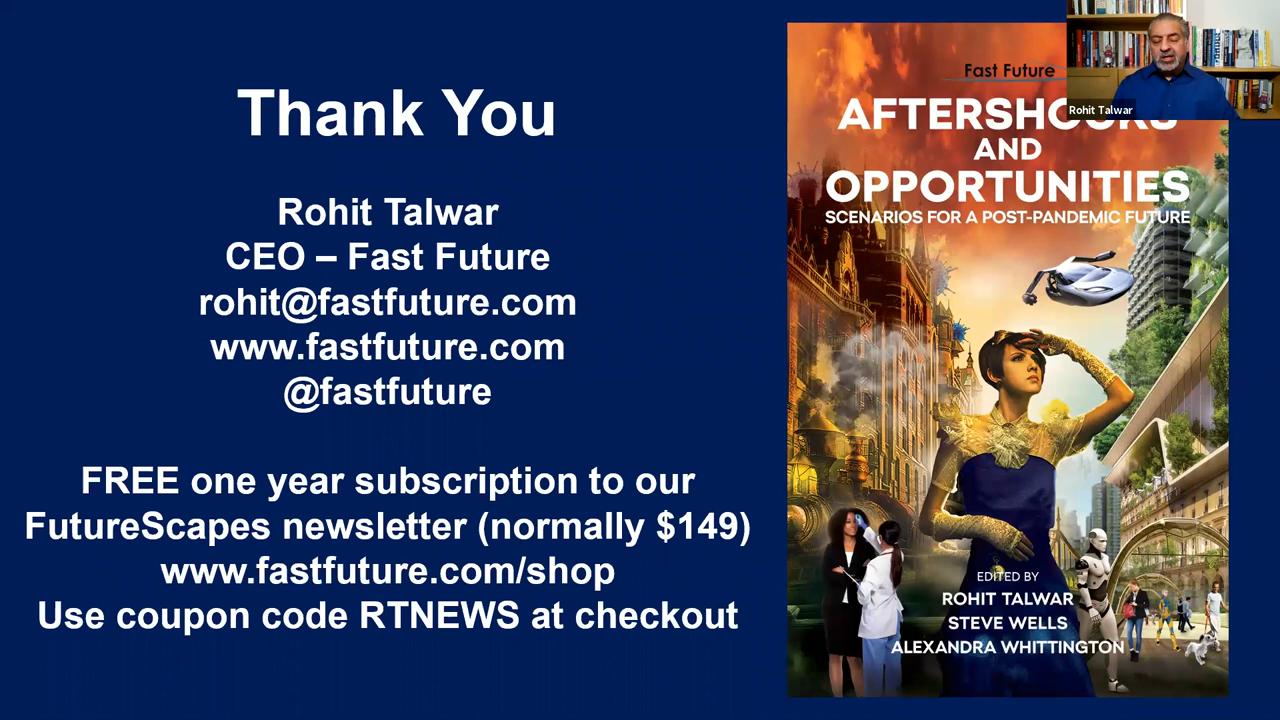 Thank You
Rohit Talwar
CEO – Fast Future
rohit@fastfuture.com
www.fastfuture.com
@fastfuture
FREE one year subscription to our
FutureScapes newsletter (normally $149)
www.fastfuture.com/shop
Use coupon code RTNEWS at checkout
Fast Future
AFTERSHOCKS
AND
OPPORTUNITIES
SCENARIOS FOR A POST-PANDEMIC FUTURE
EDITED BY
ROHIT TALWAR
STEVE WELLS
ALEXANDRA WHITTINGTON
Rohit Talwar